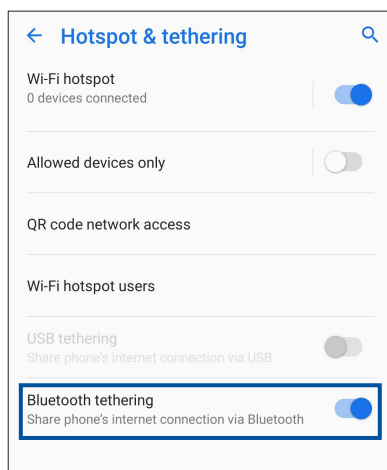 Hotspot & tethering
Wi-Fi hotspot
0 devices connected
Allowed devices only
QR code network access
Wi-Fi hotspot users
USB tethering
Share phone's internet connection via USB
Bluetooth tethering
Share phone's internet connection via Bluetooth